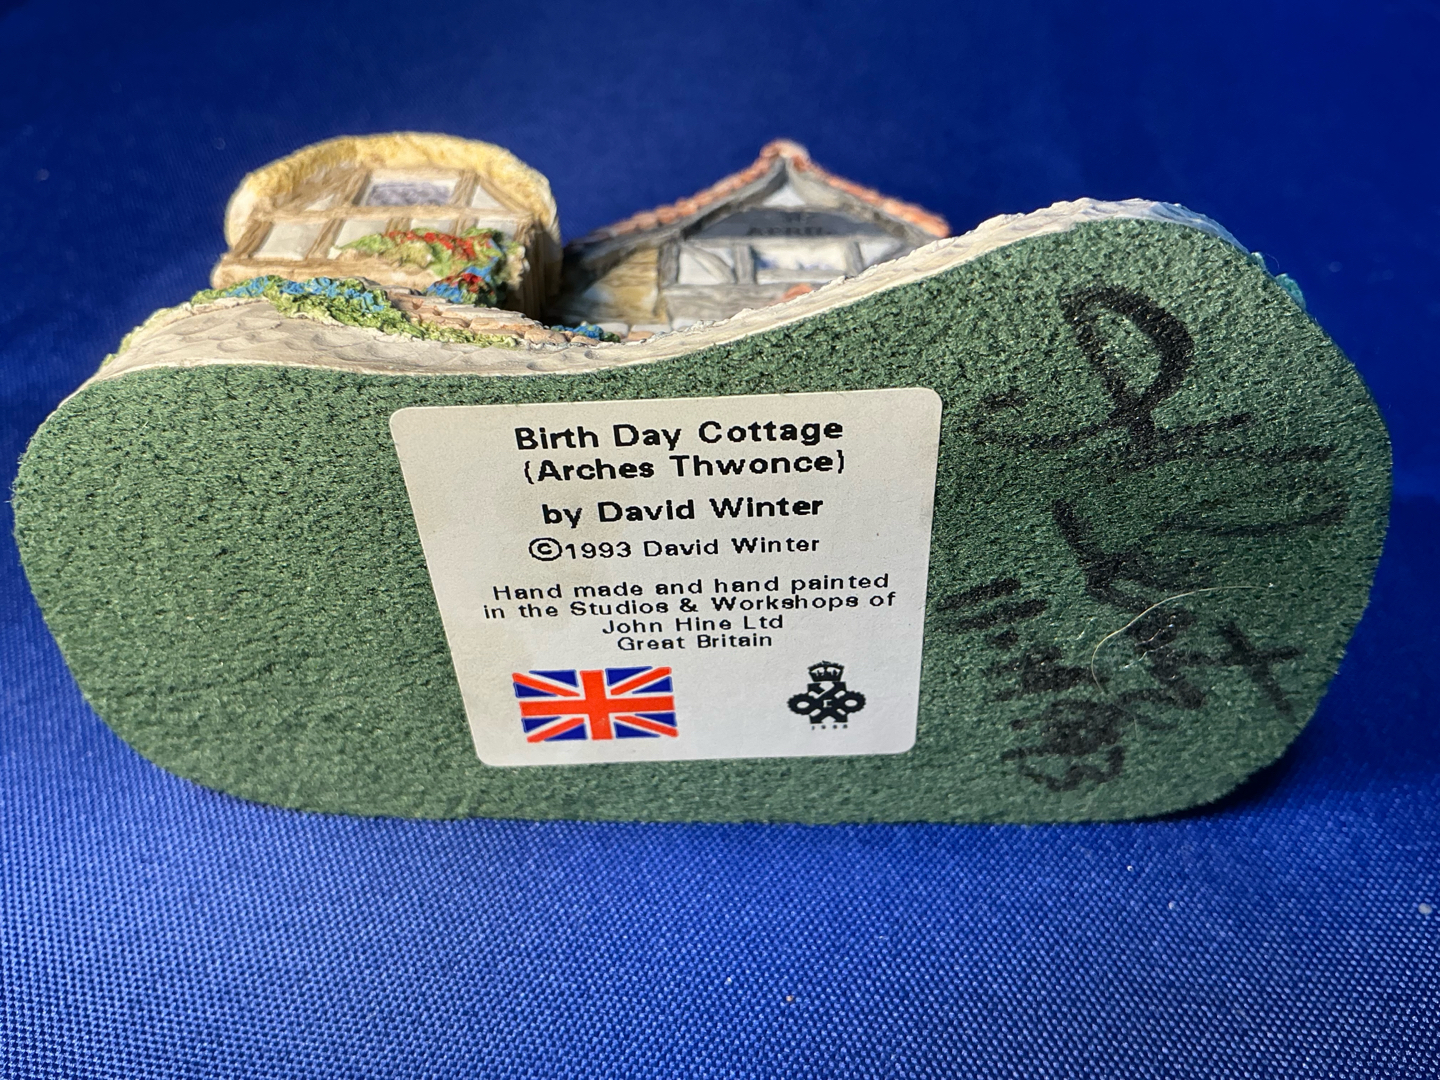 APRIL
Birth Day Cottage
(Arches Thwonce)
by David Winter
©1993 David Winter
Hand made and hand painted
in the Studios & Workshops of
John Hine Ltd
Great Britain